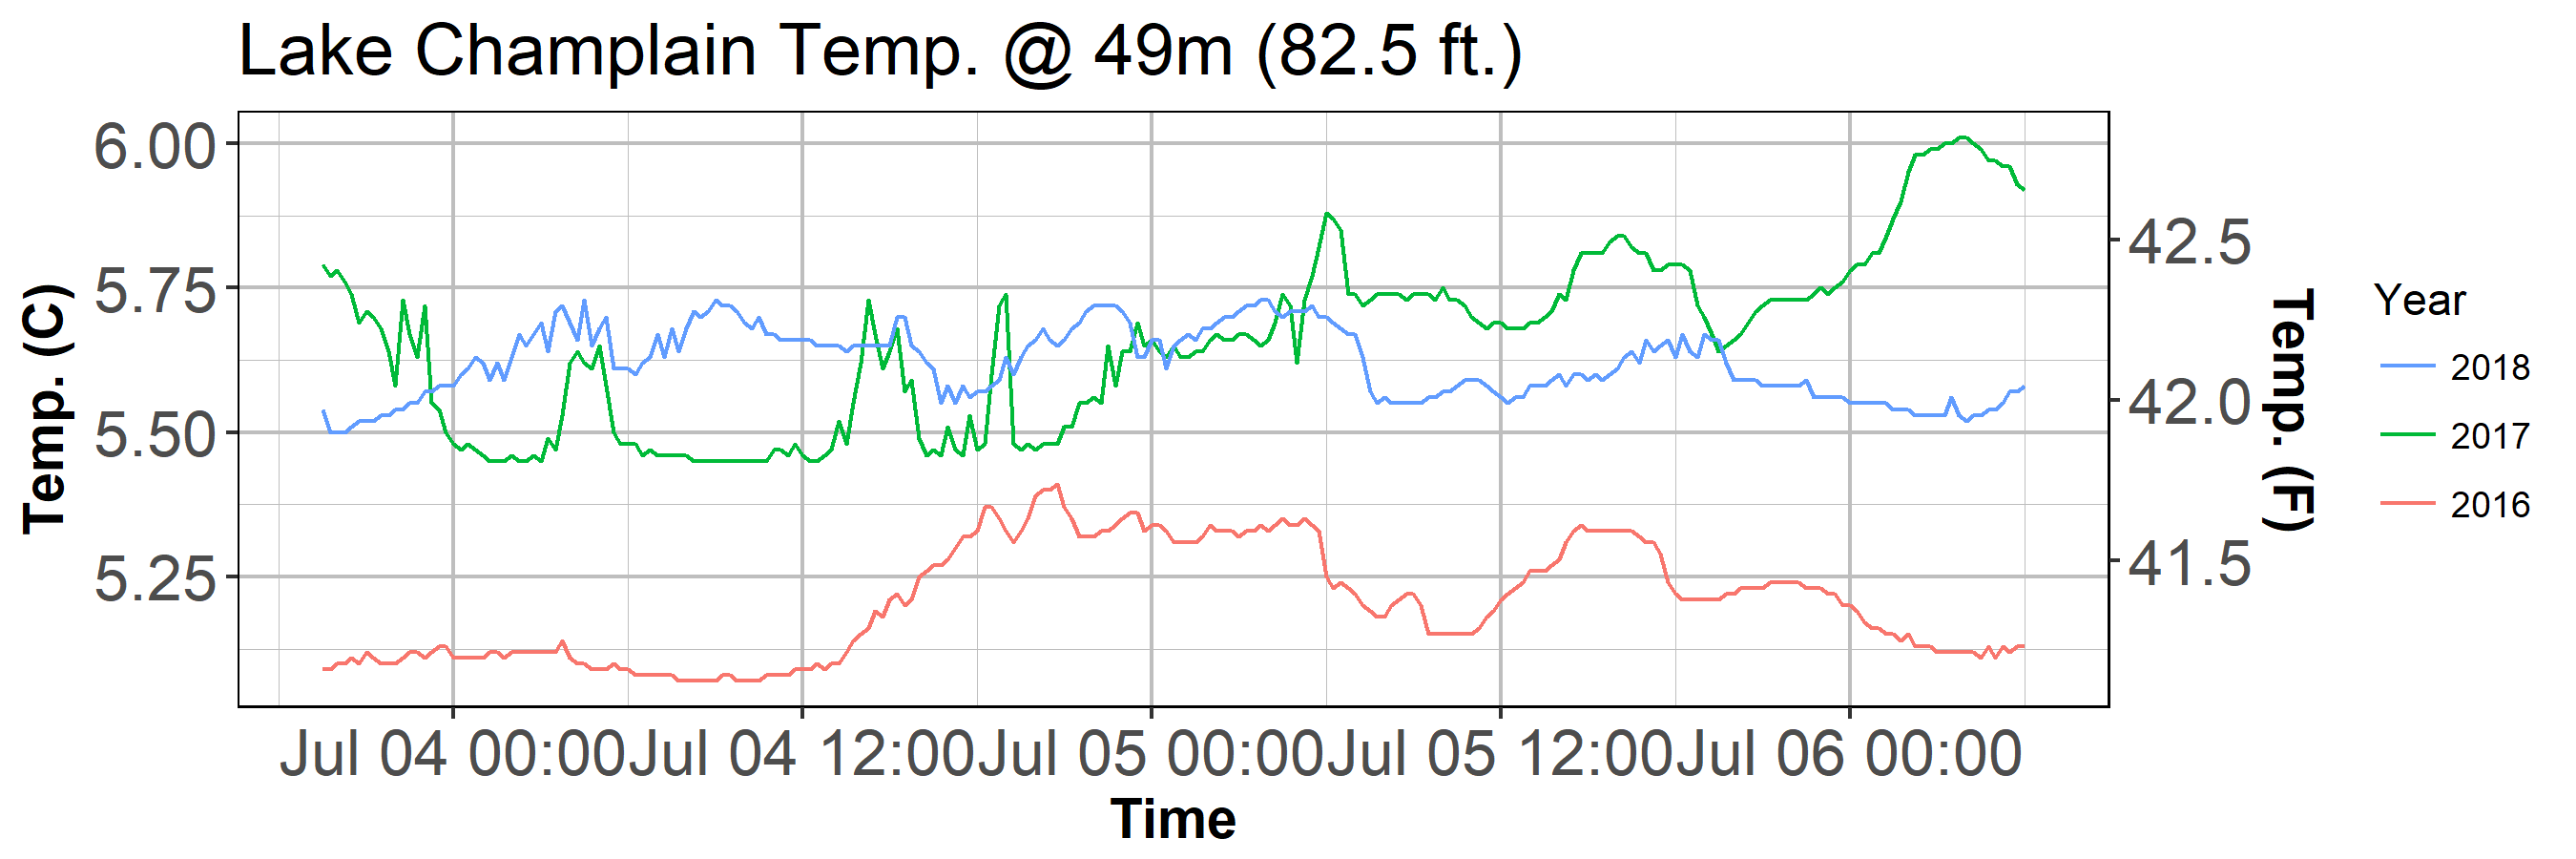 Lake Champlain Temp. @ 49m (82.5 ft.)
6.00
5.75
5.50
5.25
Temp. (C)
42.5
42.0
41.5
Temp. (F)
Year
2018
2017
2016
Jul 04 00:00 Jul 04 12:00 Jul 05 00:00 Jul 05 12:00 Jul 06 00:00
Time